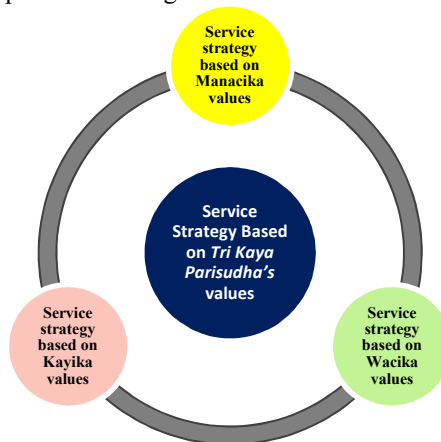 Service
strategy
based on
Manacika
values
Service
Strategy Based
on Tri Kaya
Parisudha's
values
Service
strategy
based on
Kayika
values
Service
strategy
based on
Wacika
values